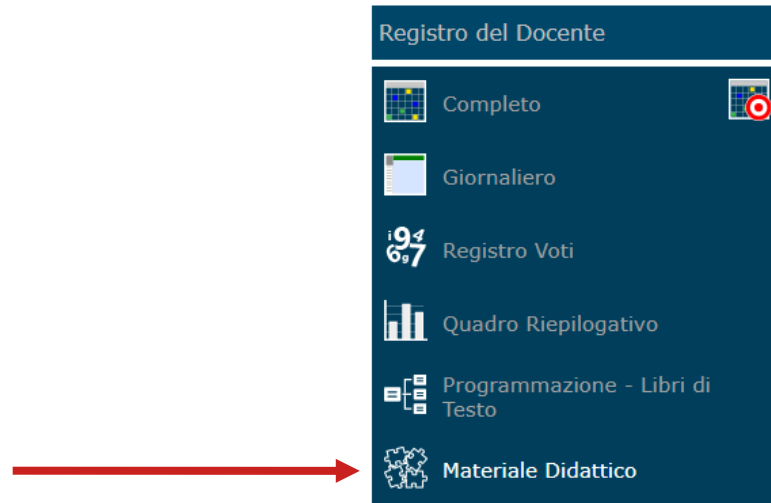 Registro del Docente
Completo
Giornaliero
Registro Voti
Quadro Riepilogativo
Programmazione - Libri di
Testo
Materiale Didattico